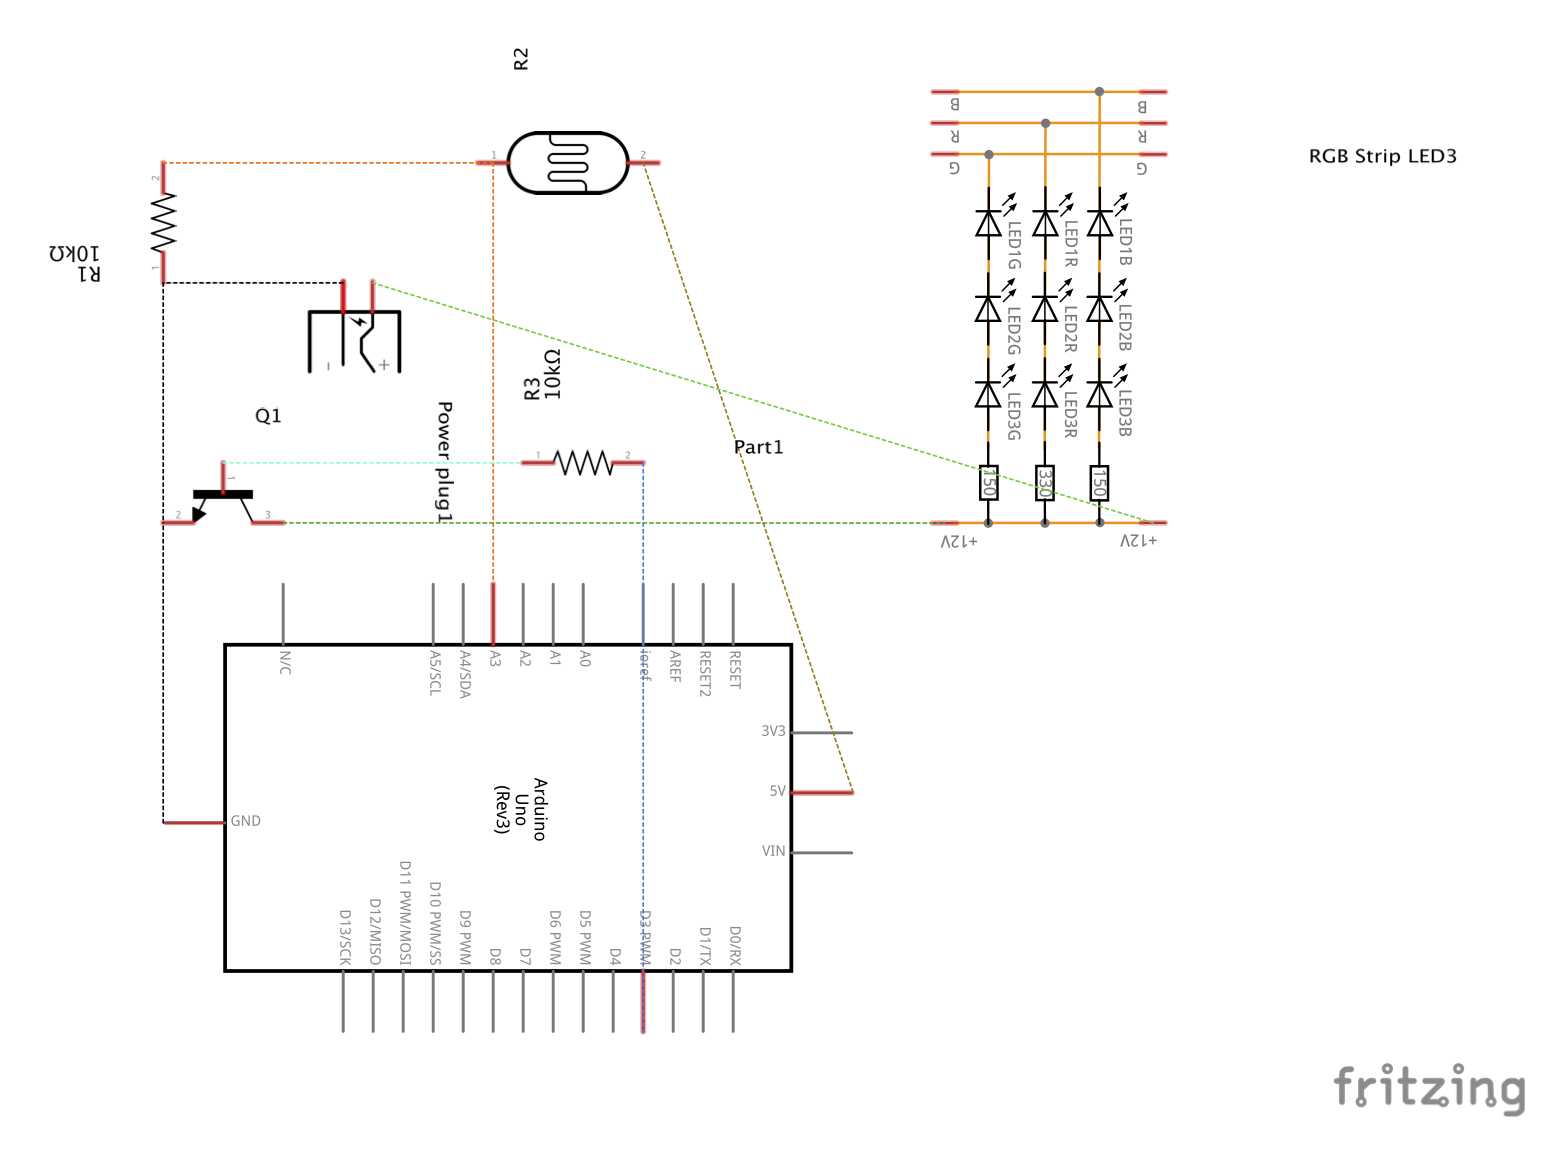 R2
B
B
R
R
G
G
RGB Strip LED3
1
2
2
1
10kΩ
R1
LED1G
LED1R
LED1B
LED2G
LED2R
LED2B
LED3G
LED3R
LED3B
-
+
R3
10kΩ
Q1
Power plug1
Part1
1
2
1
2
3
150
330
150
+12V
+12V
N/C
A5/SCL
A4/SDA
A3
A2
A1
A0
ioref
AREF
RESET2
RESET
3V3
5V
VIN
GND
Arduino
Uno
(Rev3)
D13/SCK
D12/MISO
D11 PWM/MOSI
D10 PWM/SS
D9 PWM
D8
D7
D6 PWM
D5 PWM
D4
D3 PWM
D2
D1/TX
D0/RX
fritzing